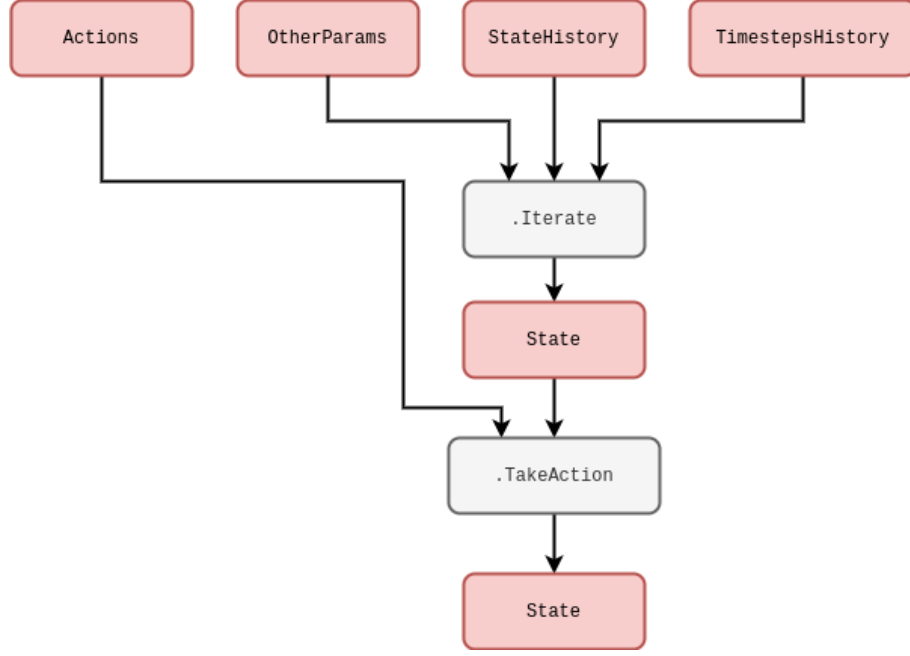 Actions
OtherParams
StateHistory
TimestepsHistory
.Iterate
State
.TakeAction
State